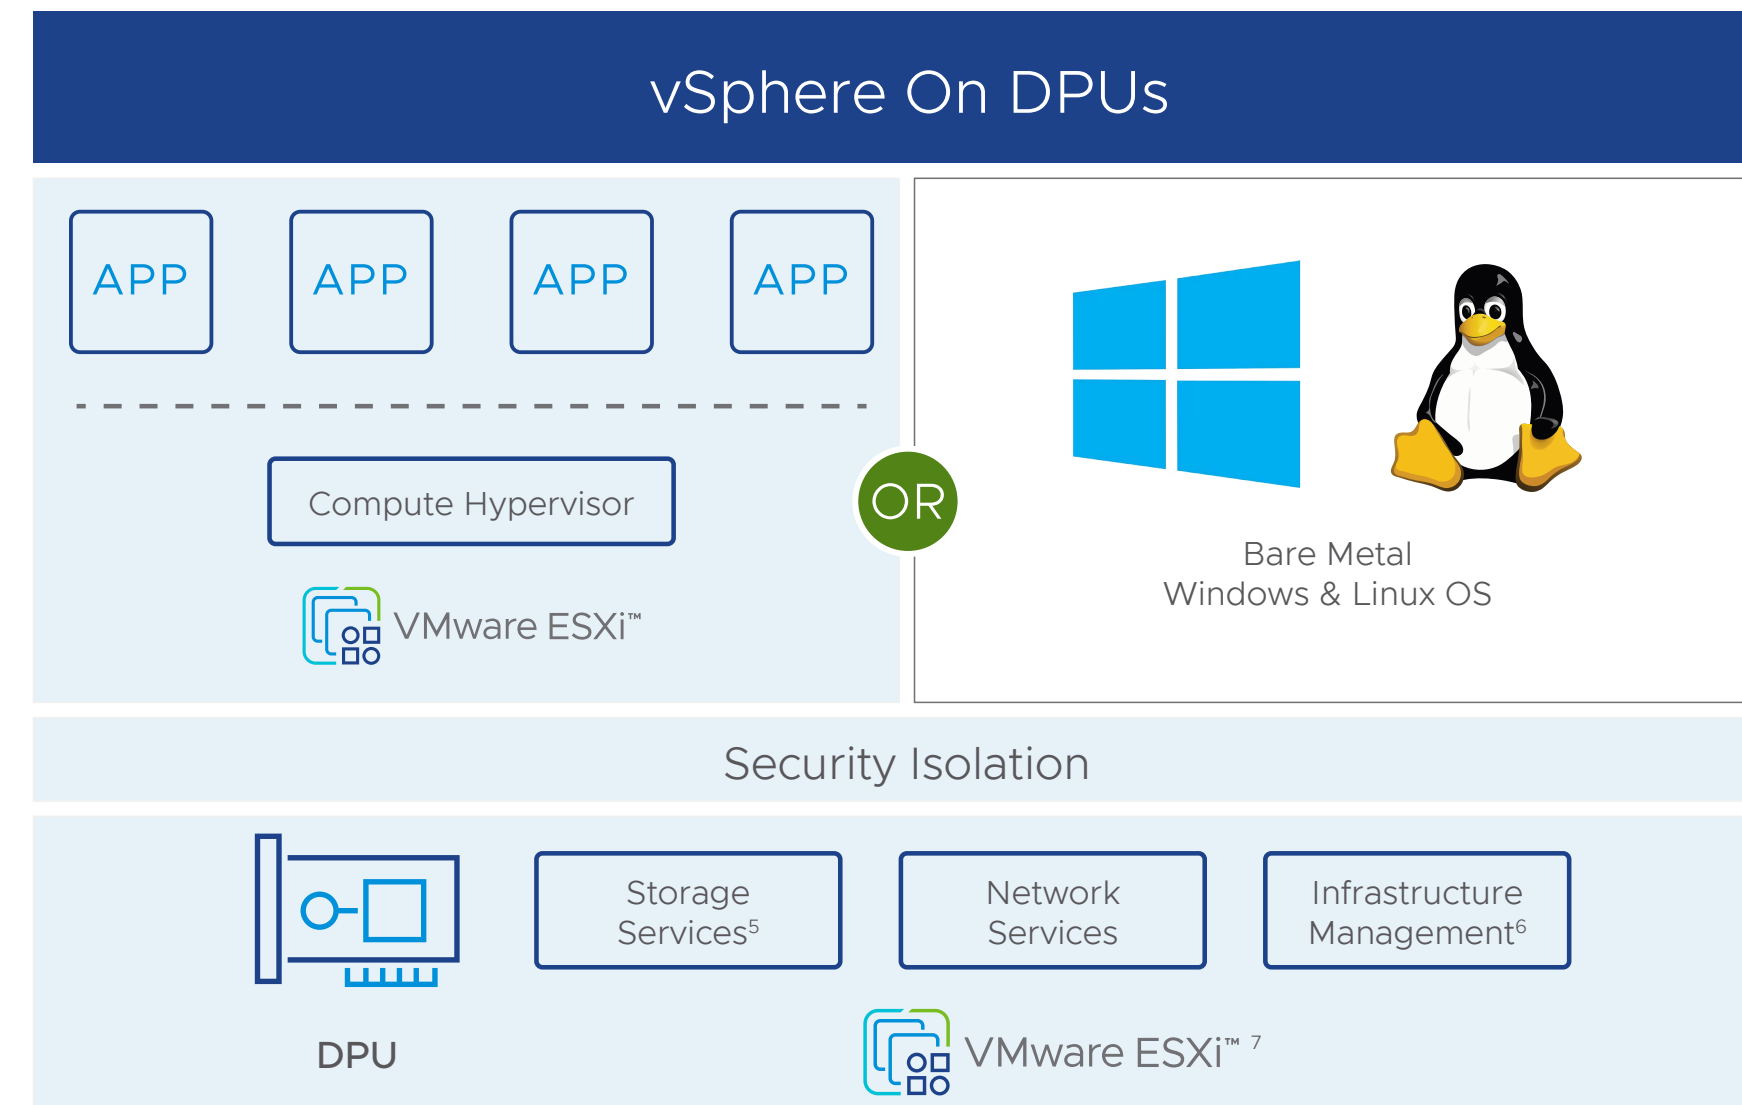 vSphere On DPUs
APP APP APP APP
Compute Hypervisor
VMware ESXi™
OR
Bare Metal
Windows & Linux OS
Security Isolation
Storage
Services⁵
Network
Services
Infrastructure
Management⁶
DPU
VMware ESXi™ ⁷